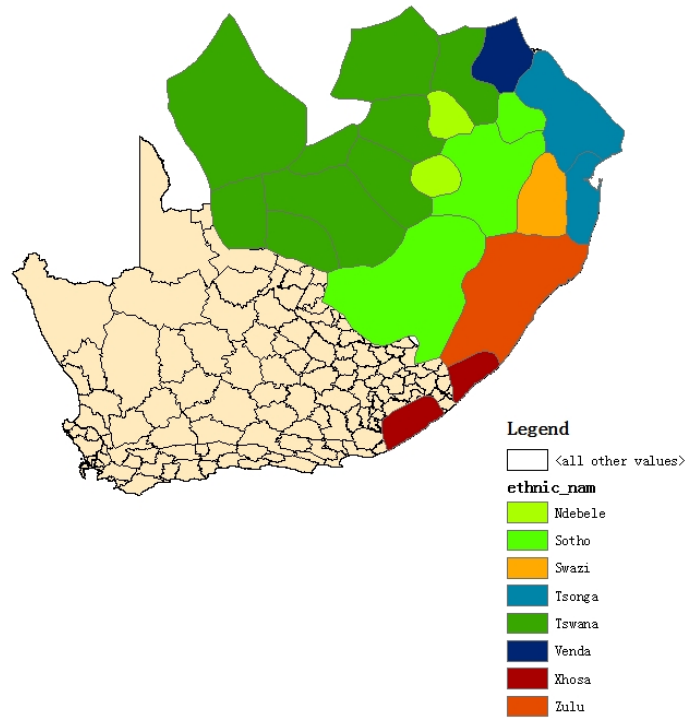 Legend
<all other values>
ethnic_nam
Ndebele
Sotho
Swazi
Tsonga
Tswana
Venda
Xhosa
Zulu